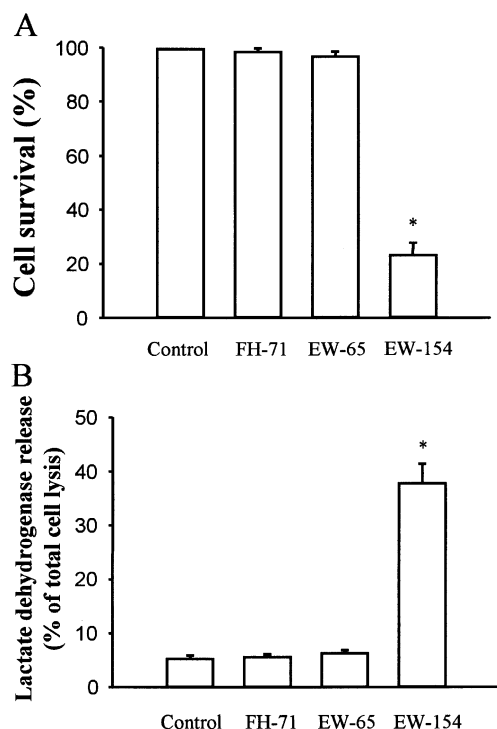 A
Cell survival (%)
100
80
60
40
20
0
*
Control FH-71 EW-65 EW-154
B
Lactate dehydrogenase release
(% of total cell lysis)
50
40
30
20
10
0
*
Control FH-71 EW-65 EW-154